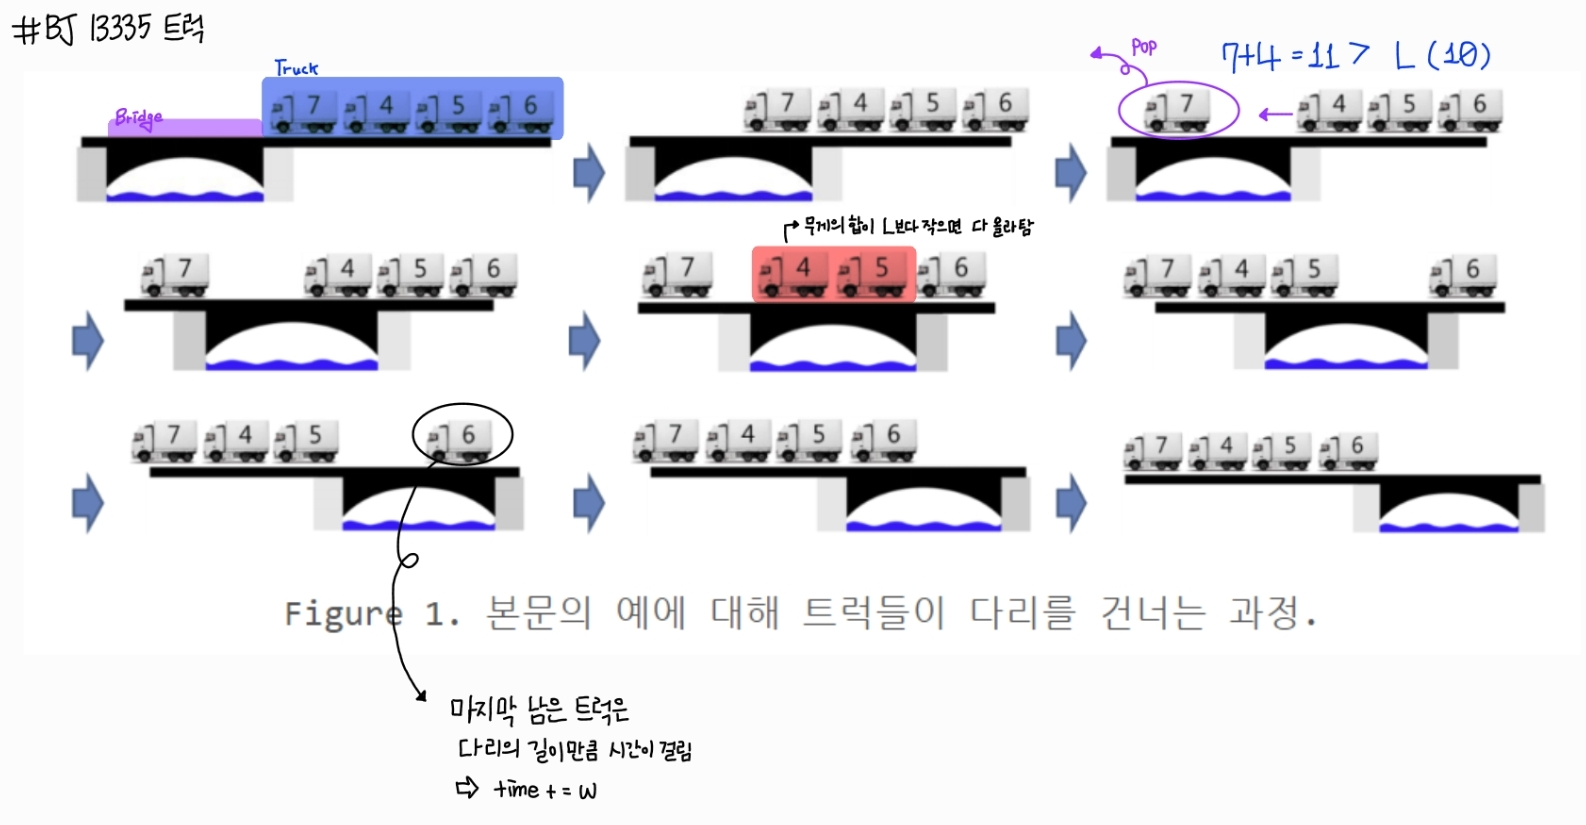 #BJ 13335 트럭
Truck
Bridge
7 4 5 6
7 4 5 6
Pop
7+4=11 > L (10)
7 4 5 6
7 4 5 6
무게의 합이 L보다 작으면 다 올라탐
7 4 5 6
7 4 5 6
7 4 5 6
7 4 5 6
7 4 5 6
Figure 1. 본문의 예에 대해 트럭들이 다리를 건너는 과정.
마지막 남은 트럭은
다리의 길이만큼 시간이 걸림
⇨ time += w